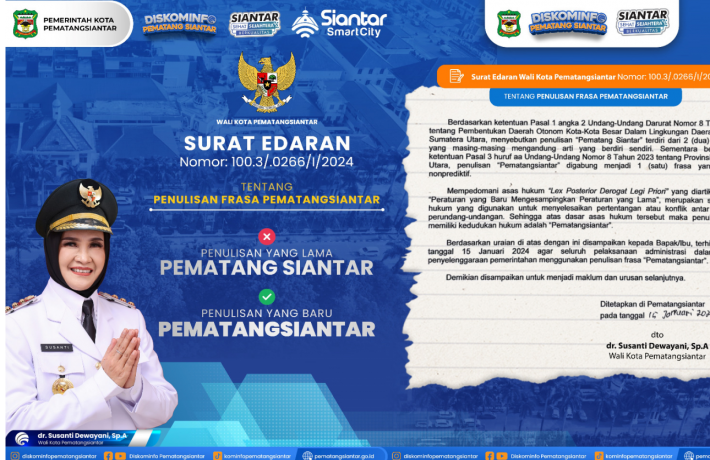 PEMERINTAH KOTA
PEMATANGSIANTAR
DISKOMINFO
PEMATANG SIANTAR
SIANTAR
SEHAT SEJAHTERA
BERKUALITAS
Siantar
SmartCity
WALI KOTA PEMATANGSIANTAR
SURAT EDARAN
Nomor: 100.3/.0266/I/2024
TENTANG
PENULISAN FRASA PEMATANGSIANTAR
PENULISAN YANG LAMA
PEMATANG SIANTAR
PENULISAN YANG BARU
PEMATANGSIANTAR
SUSANTI
dr. Susanti Dewayani, Sp.A
Wali Kota Pematangsiantar
diskominfopematangsiantar
Diskominfo Pematangsiantar
kominfopematangsiantar
pematangsiantar.go.id
DISKOMINFO
PEMATANG SIANTAR
SIANTAR
SEHAT SEJAHTERA
BERKUALITAS
Surat Edaran Wali Kota Pematangsiantar Nomor: 100.3/.0266/I/20
TENTANG PENULISAN FRASA PEMATANGSIANTAR
Berdasarkan ketentuan Pasal 1 angka 2 Undang-Undang Darurat Nomor 8 T
tentang Pembentukan Daerah Otonom Kota-Kota Besar Dalam Lingkungan Daera
Sumatera Utara, menyebutkan penulisan "Pematang Siantar" terdiri dari 2 (dua)
yang masing-masing mengandung arti yang berdiri sendiri. Sementara be
ketentuan Pasal 3 huruf aa Undang-Undang Nomor 8 Tahun 2023 tentang Provinsi
Utara, penulisan "Pematangsiantar" digabung menjadi 1 (satu) frasa yan
nonpredikatif.
Mempedomani asas hukum "Lex Posterior Derogat Legi Priori" yang diartik
"Peraturan yang Baru Mengesampingkan Peraturan yang Lama", merupakan s
hukum yang digunakan untuk menyelesaikan pertentangan atau konflik antar
perundang-undangan. Sehingga atas dasar asas hukum tersebut maka penu
memiliki kedudukan hukum adalah "Pematangsiantar".
Berdasarkan uraian di atas dengan ini disampaikan kepada Bapak/Ibu, terhi
tanggal 15 Januari 2024 agar seluruh pelaksanaan administrasi dala
penyelenggaraan pemerintahan menggunakan penulisan frasa "Pematangsiantar".
Demikian disampaikan untuk menjadi maklum dan urusan selanjutnya.
Ditetapkan di Pematangsiantar
pada tanggal 15 Januari 202
dto
dr. Susanti Dewayani, Sp.A
Wali Kota Pematangsiantar
diskominfopematangsiantar
Diskominfo Pematangsiantar
kominfopematangsiantar
pema